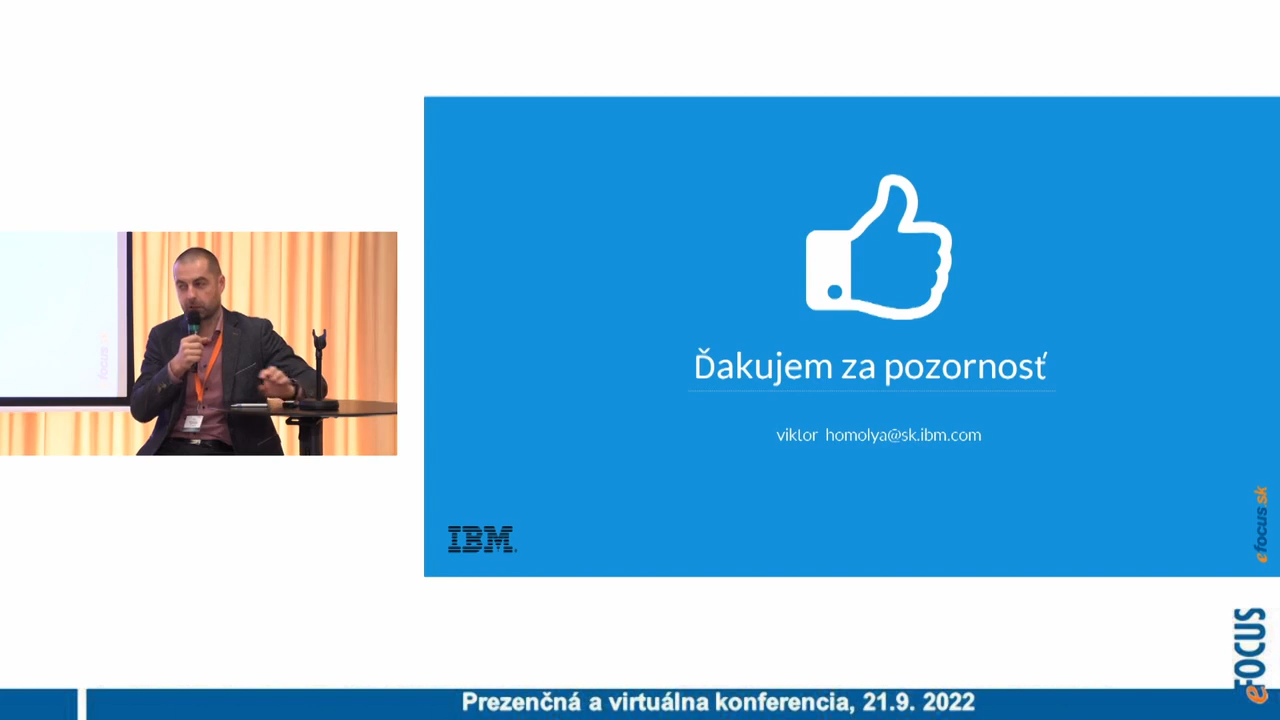 Ďakujem za pozornosť
viktor homolya@sk.ibm.com
IBM
efocus.sk
eFOCUS
Prezenčná a virtuálna konferencia, 21.9. 2022